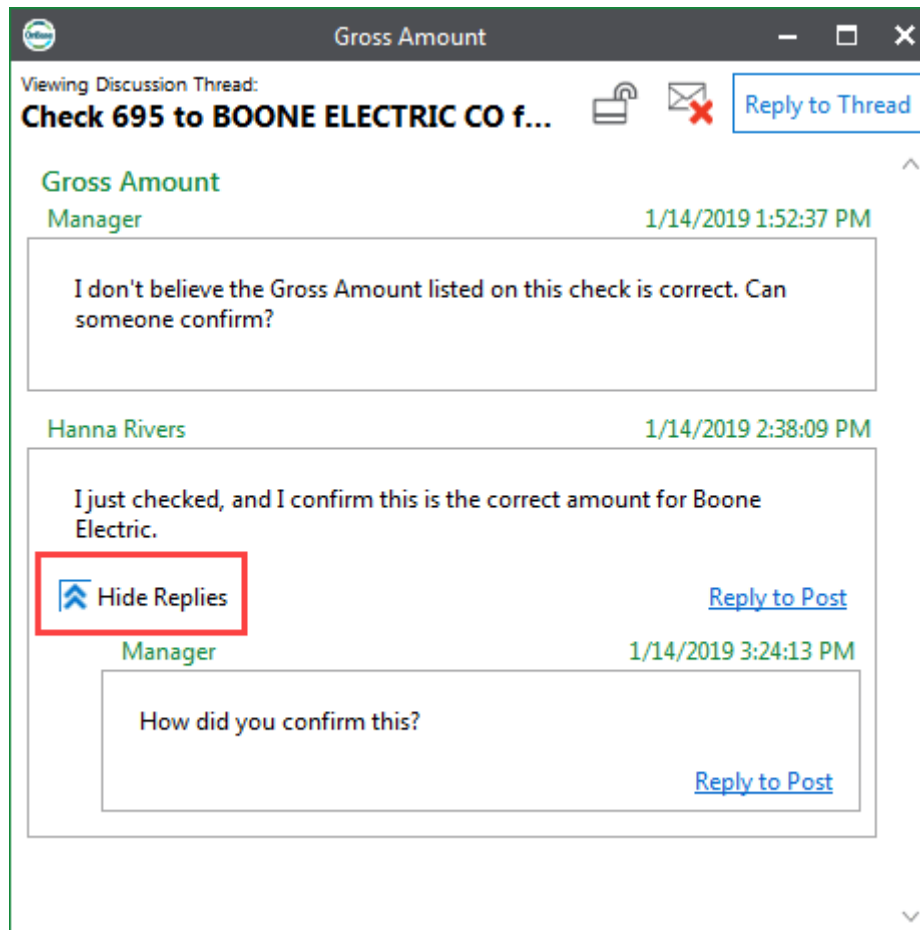 OnBase
Gross Amount
Viewing Discussion Thread:
Check 695 to BOONE ELECTRIC CO f...
Reply to Thread
Gross Amount
Manager 1/14/2019 1:52:37 PM
I don't believe the Gross Amount listed on this check is correct. Can
someone confirm?
Hanna Rivers 1/14/2019 2:38:09 PM
I just checked, and I confirm this is the correct amount for Boone
Electric.
Hide Replies Reply to Post
Manager 1/14/2019 3:24:13 PM
How did you confirm this?
Reply to Post